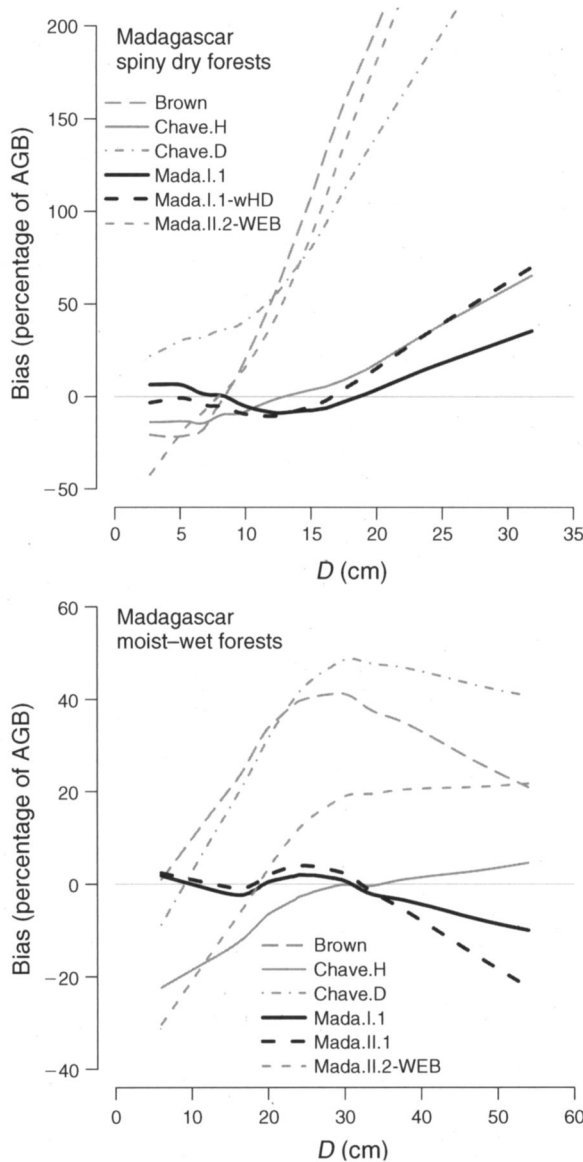 Madagascar
spiny dry forests
Brown
Chave.H
Chave.D
Mada.I.1
Mada.I.1-wHD
Mada.II.2-WEB
Bias (percentage of AGB)
200
150
100
50
0
−50
0 5 10 15 20 25 30 35
D (cm)
Madagascar
moist–wet forests
Bias (percentage of AGB)
60
40
20
0
−20
−40
Brown
Chave.H
Chave.D
Mada.I.1
Mada.II.1
Mada.II.2-WEB
0 10 20 30 40 50 60
D (cm)